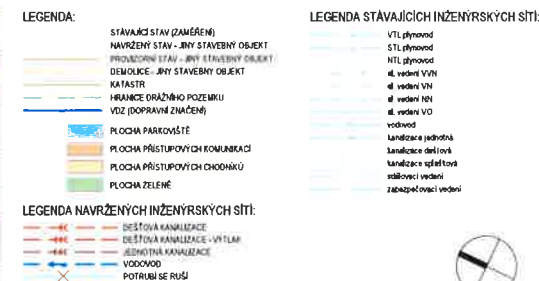 LEGENDA:
STÁVAJÍCÍ STAV (ZAMĚŘENÍ)
NAVRŽENÝ STAV - JINÝ STAVEBNÝ OBJEKT
PROVIZORNÍ STAV - JINÝ STAVEBNÝ OBJEKT
DEMOLICE - JINÝ STAVEBNÝ OBJEKT
KATASTR
HRANICE DRÁŽNÍHO POZEMKU
VDZ (DOPRAVNÍ ZNAČENÍ)
PLOCHA PARKOVIŠTĚ
PLOCHA PŘÍSTUPOVÝCH KOMUNIKACÍ
PLOCHA PŘÍSTUPOVÝCH CHODNÍKŮ
PLOCHA ZELENĚ
LEGENDA NAVRŽENÝCH INŽENÝRSKÝCH SÍTÍ:
DEŠŤOVÁ KANALIZACE
DEŠŤOVÁ KANALIZACE - VÝTLAK
JEDNOTNÁ KANALIZACE
VODOVOD
POTRUBÍ SE RUŠÍ
LEGENDA STÁVAJÍCÍCH INŽENÝRSKÝCH SÍTÍ:
VTL plynovod
STL plynovod
NTL plynovod
el. vedení VVN
el. vedení VN
el. vedení NN
el. vedení VO
vodovod
kanalizace jednotná
kanalizace dešťová
kanalizace splašková
sdělovací vedení
zabezpečovací vedení